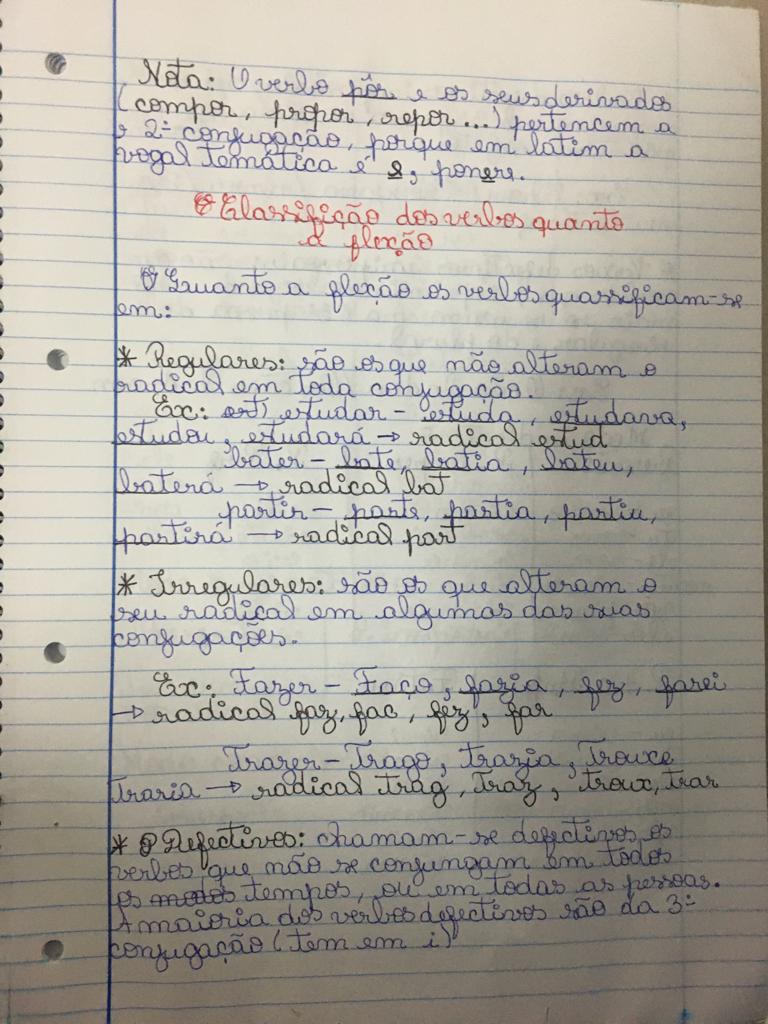 Nota: O verbo pôr e os seus derivados
(compor, propor, repor...) pertencem a
2ª conjugação, porque em latim a
vogal temática é e, ponere.
Classifição dos verbos quanto
a flexão
Quanto a flexão os verbos quassificam-se
em:
* Regulares: são os que não alteram o
radical em toda conjugação.
Ex: estudar - estuda, estudava,
estudou, estudará → radical estud
bater - bate, batia, bateu,
baterá → radical bat
partir - parte, partia, partiu,
partirá → radical part
* Irregulares: são os que alteram o
seu radical em algumas das suas
conjugações.
Ex: Fazer - Faço, fazia, fez, farei
→ radical faz, fac, fez, far
Trazer - Trago, trazia, Trouxe
Traria → radical trag, Traz, troux, trar
* Defectivos: chamam-se defectivos os
verbos que não se conjungam em todos
os modos tempos, ou em todas as pessoas.
A maioria dos verbos defectivos são da 3ª
conjugação (tem em i)